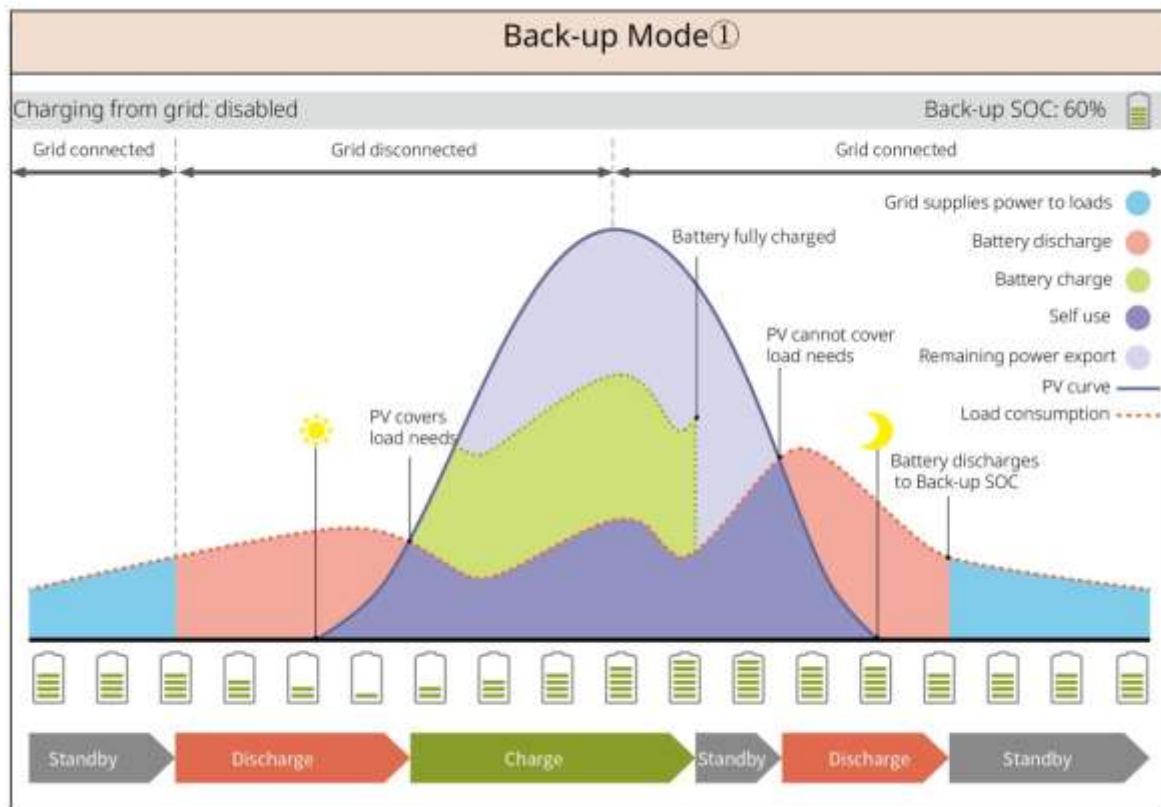 Back-up Mode①
Charging from grid: disabled
Back-up SOC: 60%
Grid connected
Grid disconnected
Grid connected
Grid supplies power to loads
Battery fully charged
Battery discharge
Battery charge
Self use
PV cannot cover
load needs
Remaining power export
PV curve
PV covers
load needs
Load consumption
Battery discharges
to Back-up SOC
Standby
Discharge
Charge
Standby
Discharge
Standby